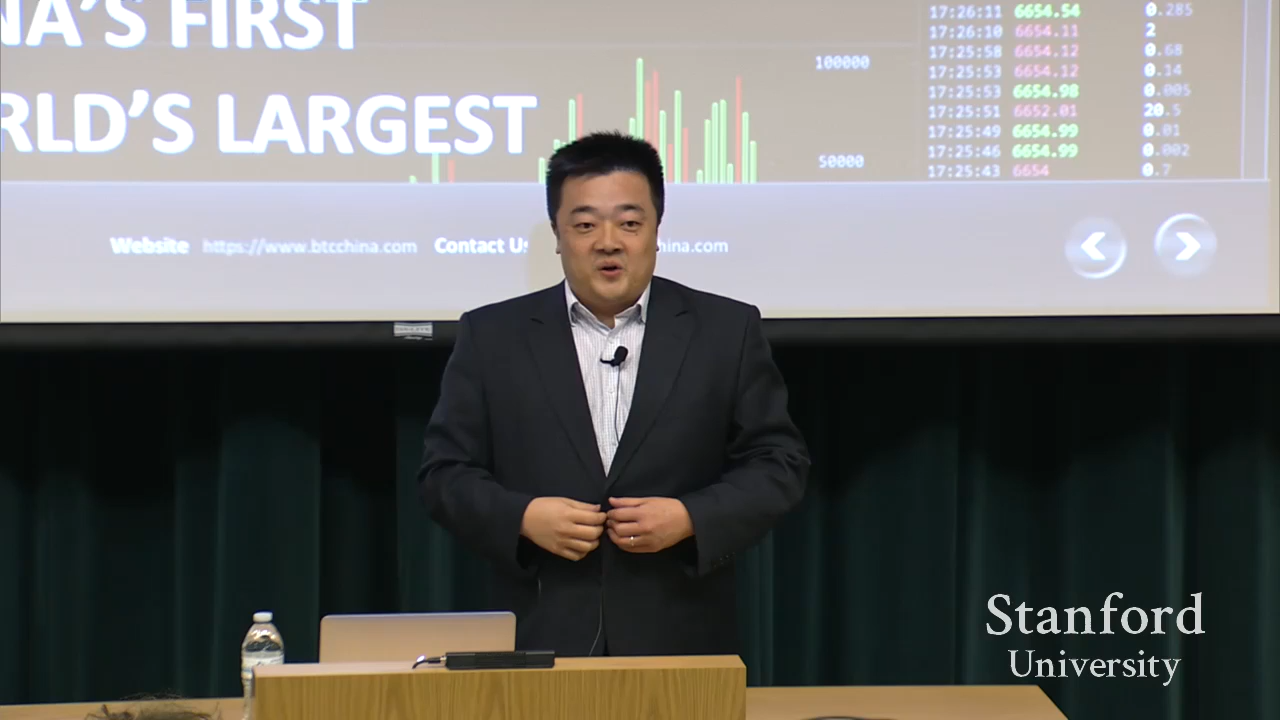 NA'S FIRST
RLD'S LARGEST
100000
50000
17:26:11 6654.54 0.285
17:26:10 6654.11 2
17:25:58 6654.12 0.68
17:25:53 6654.12 0.14
17:25:53 6654.98 0.005
17:25:51 6652.01 20.5
17:25:49 6654.99 0.01
17:25:46 6654.99 0.002
17:25:43 6654 0.7
Website https://www.btcchina.com Contact Us hina.com
Stanford
University